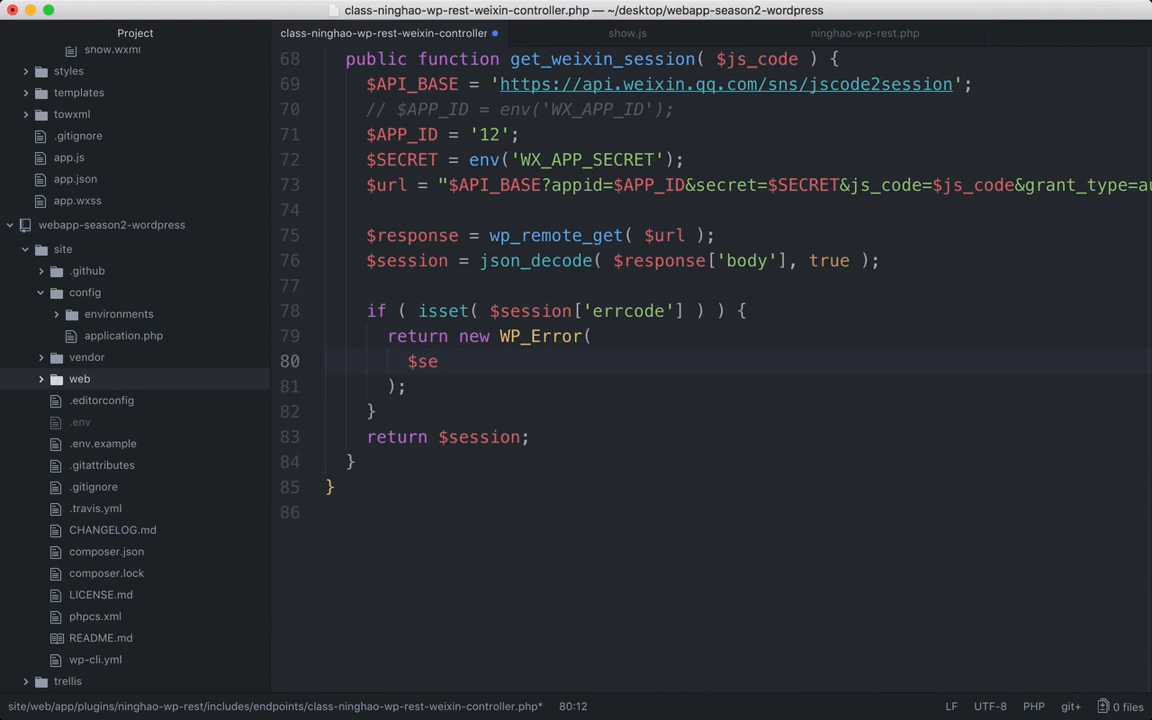 class-ninghao-wp-rest-weixin-controller.php — ~/desktop/webapp-season2-wordpress
Project
class-ninghao-wp-rest-weixin-controller
show.js
ninghao-wp-rest.php
show.wxml
styles
templates
towxml
.gitignore
app.js
app.json
app.wxss
webapp-season2-wordpress
site
.github
config
environments
application.php
vendor
web
.editorconfig
.env
.env.example
.gitattributes
.gitignore
.travis.yml
CHANGELOG.md
composer.json
composer.lock
LICENSE.md
phpcs.xml
README.md
wp-cli.yml
trellis
68 public function get_weixin_session( $js_code ) {
69 $API_BASE = 'https://api.weixin.qq.com/sns/jscode2session';
70 // $APP_ID = env('WX_APP_ID');
71 $APP_ID = '12';
72 $SECRET = env('WX_APP_SECRET');
73 $url = "$API_BASE?appid=$APP_ID&secret=$SECRET&js_code=$js_code&grant_type=au
74
75 $response = wp_remote_get( $url );
76 $session = json_decode( $response['body'], true );
77
78 if ( isset( $session['errcode'] ) ) {
79 return new WP_Error(
80 $se
81 );
82 }
83 return $session;
84 }
85 }
86
site/web/app/plugins/ninghao-wp-rest/includes/endpoints/class-ninghao-wp-rest-weixin-controller.php* 80:12
LF UTF-8 PHP git+ 0 files